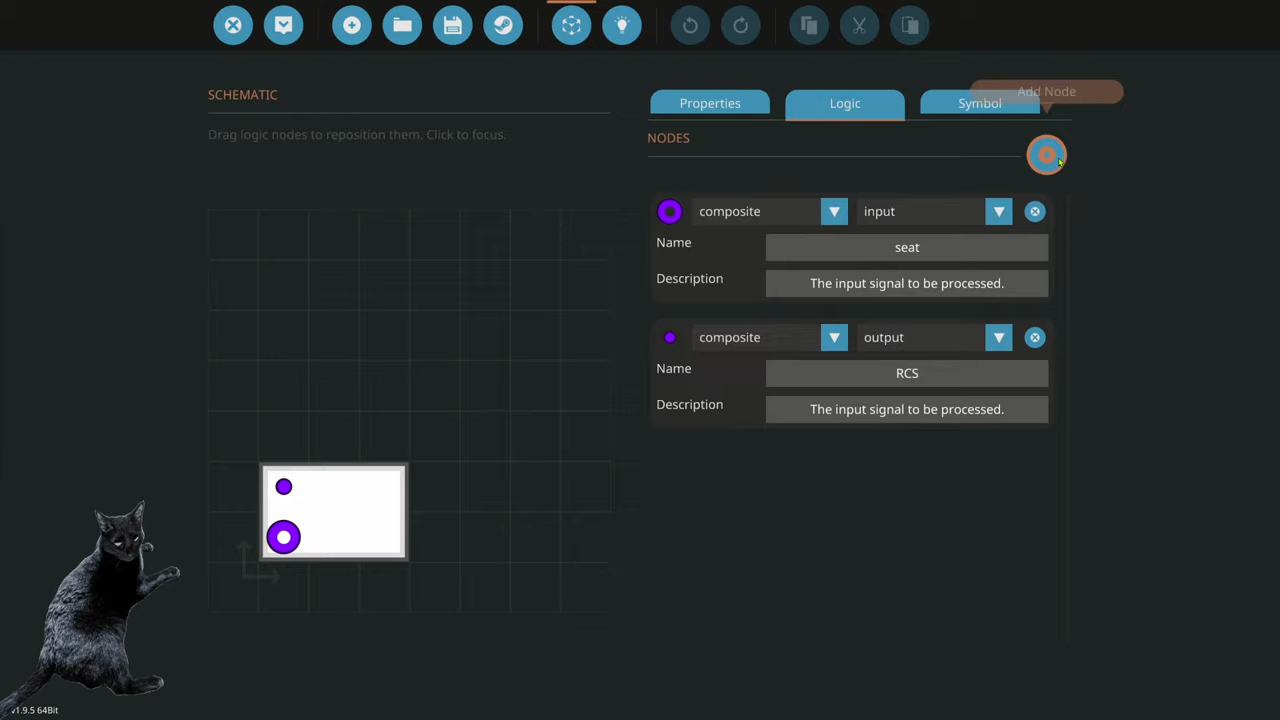 SCHEMATIC
Drag logic nodes to reposition them. Click to focus.
Properties
Logic
Symbol
Add Node
NODES
composite
input
Name
seat
Description
The input signal to be processed.
composite
output
Name
RCS
Description
The input signal to be processed.
v1.9.5 64Bit